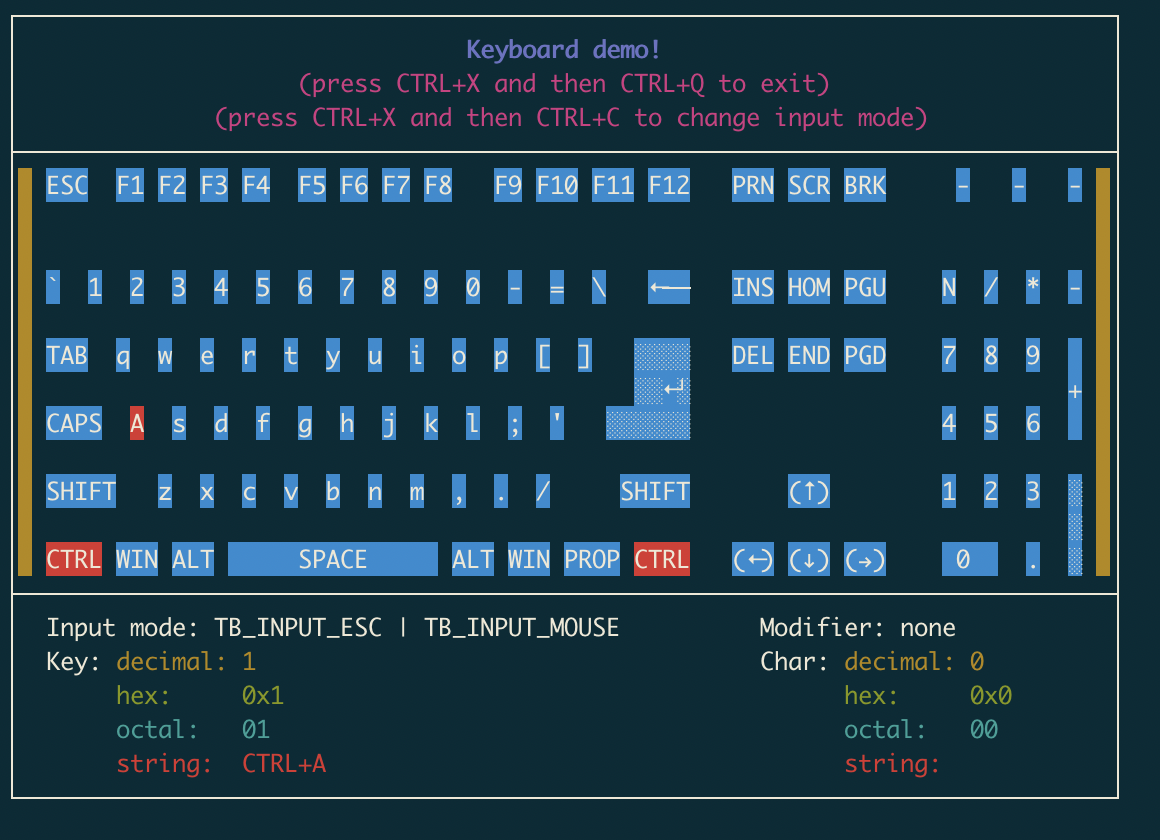 Keyboard demo!
(press CTRL+X and then CTRL+Q to exit)
(press CTRL+X and then CTRL+C to change input mode)
ESC F1 F2 F3 F4 F5 F6 F7 F8 F9 F10 F11 F12 PRN SCR BRK - - -
` 1 2 3 4 5 6 7 8 9 0 - = \ ←─ INS HOM PGU N / * -
TAB q w e r t y u i o p [ ] DEL END PGD 7 8 9
↵ +
CAPS A s d f g h j k l ; ' 4 5 6
SHIFT z x c v b n m , . / SHIFT (↑) 1 2 3
CTRL WIN ALT SPACE ALT WIN PROP CTRL (←) (↓) (→) 0 .
Input mode: TB_INPUT_ESC | TB_INPUT_MOUSE Modifier: none
Key: decimal: 1 Char: decimal: 0
hex: 0x1 hex: 0x0
octal: 01 octal: 00
string: CTRL+A string: